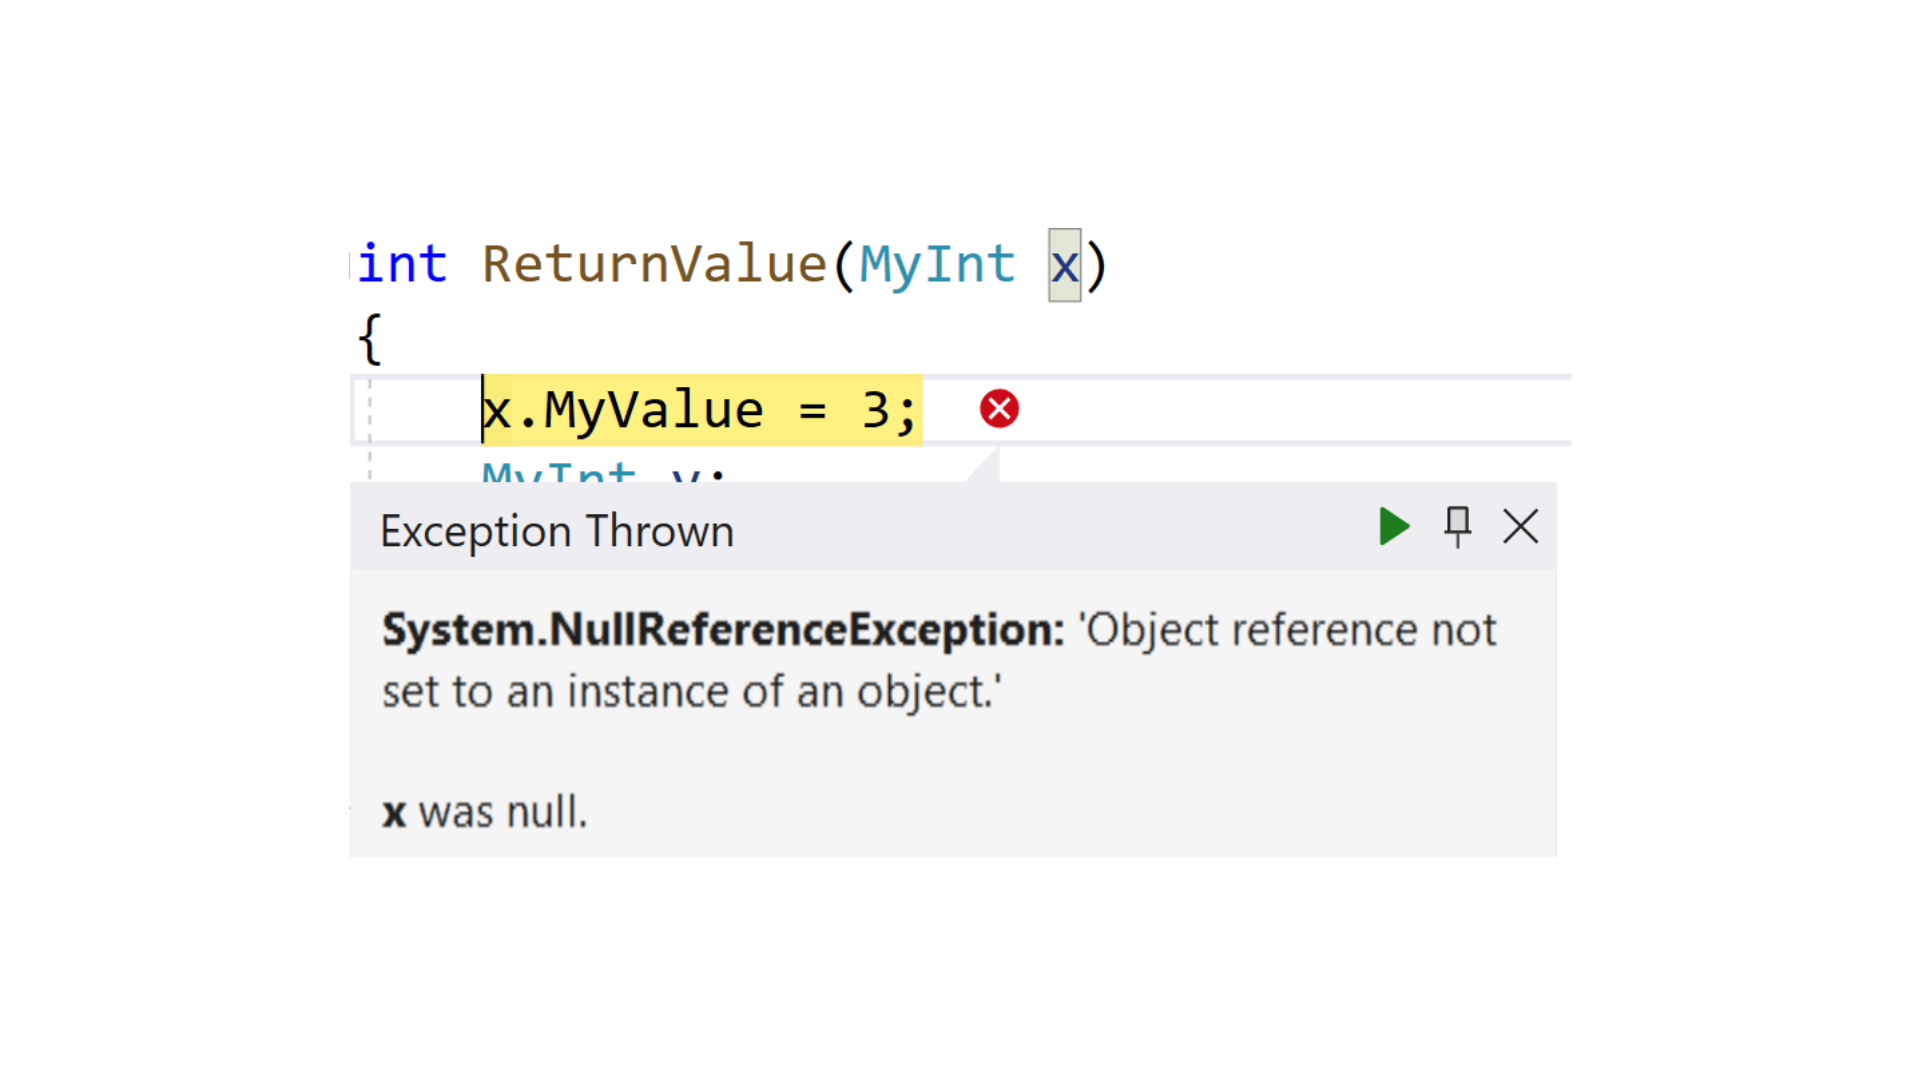 int ReturnValue(MyInt x)
{
x.MyValue = 3;
MyInt y;
Exception Thrown
System.NullReferenceException: 'Object reference not
set to an instance of an object.'
x was null.